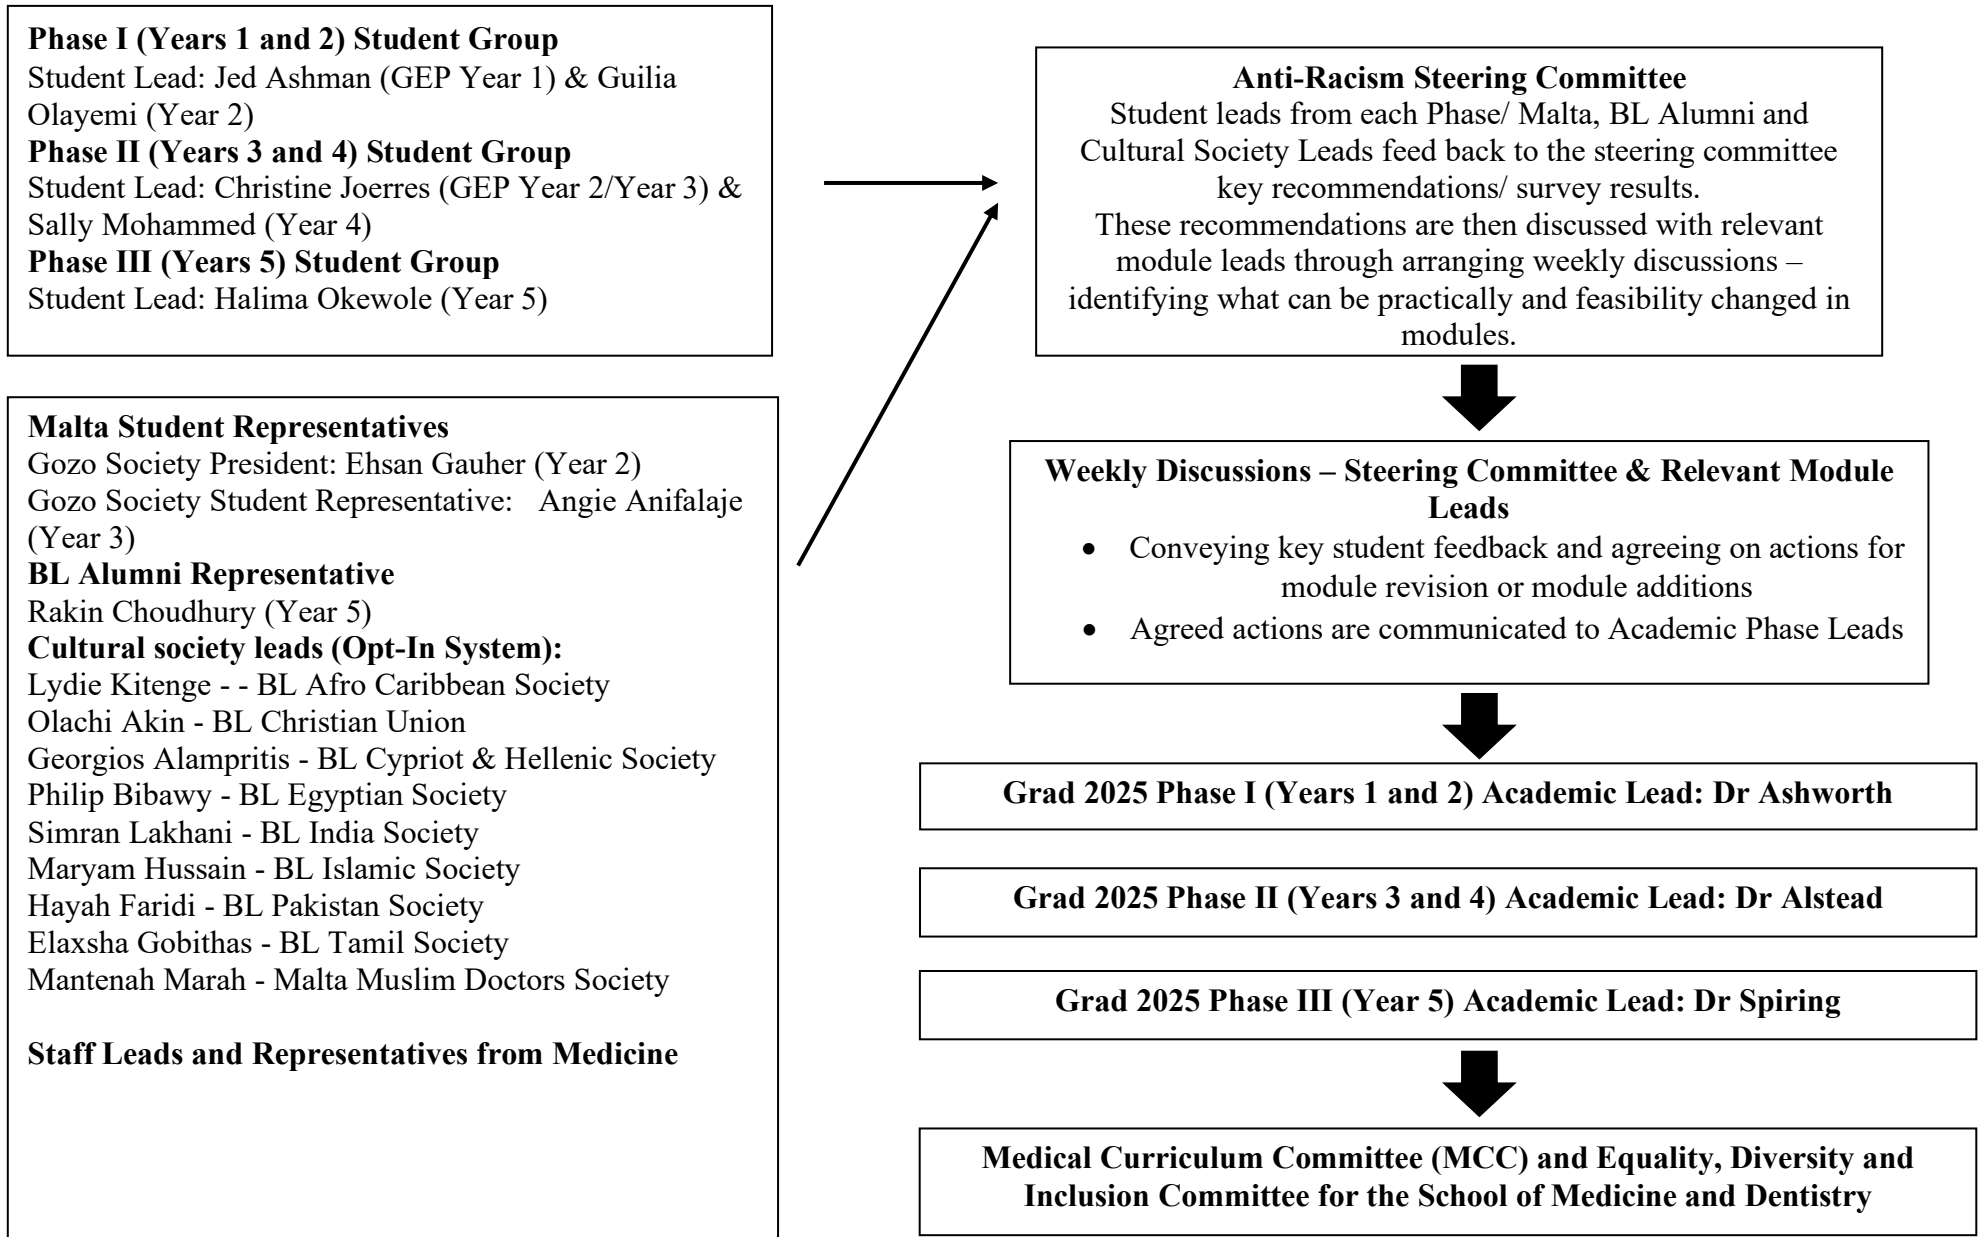 Phase I (Years 1 and 2) Student Group
Student Lead: Jed Ashman (GEP Year 1) & Guilia
Olayemi (Year 2)
Phase II (Years 3 and 4) Student Group
Student Lead: Christine Joerres (GEP Year 2/Year 3) &
Sally Mohammed (Year 4)
Phase III (Years 5) Student Group
Student Lead: Halima Okewole (Year 5)
Malta Student Representatives
Gozo Society President: Ehsan Gauher (Year 2)
Gozo Society Student Representative: Angie Anifalaje
(Year 3)
BL Alumni Representative
Rakin Choudhury (Year 5)
Cultural society leads (Opt-In System):
Lydie Kitenge - - BL Afro Caribbean Society
Olachi Akin - BL Christian Union
Georgios Alampritis - BL Cypriot & Hellenic Society
Philip Bibawy - BL Egyptian Society
Simran Lakhani - BL India Society
Maryam Hussain - BL Islamic Society
Hayah Faridi - BL Pakistan Society
Elaxsha Gobithas - BL Tamil Society
Mantenah Marah - Malta Muslim Doctors Society
Staff Leads and Representatives from Medicine
Anti-Racism Steering Committee
Student leads from each Phase/ Malta, BL Alumni and
Cultural Society Leads feed back to the steering committee
key recommendations/ survey results.
These recommendations are then discussed with relevant
module leads through arranging weekly discussions –
identifying what can be practically and feasibility changed in
modules.
Weekly Discussions – Steering Committee & Relevant Module
Leads
• Conveying key student feedback and agreeing on actions for
module revision or module additions
• Agreed actions are communicated to Academic Phase Leads
Grad 2025 Phase I (Years 1 and 2) Academic Lead: Dr Ashworth
Grad 2025 Phase II (Years 3 and 4) Academic Lead: Dr Alstead
Grad 2025 Phase III (Year 5) Academic Lead: Dr Spiring
Medical Curriculum Committee (MCC) and Equality, Diversity and
Inclusion Committee for the School of Medicine and Dentistry